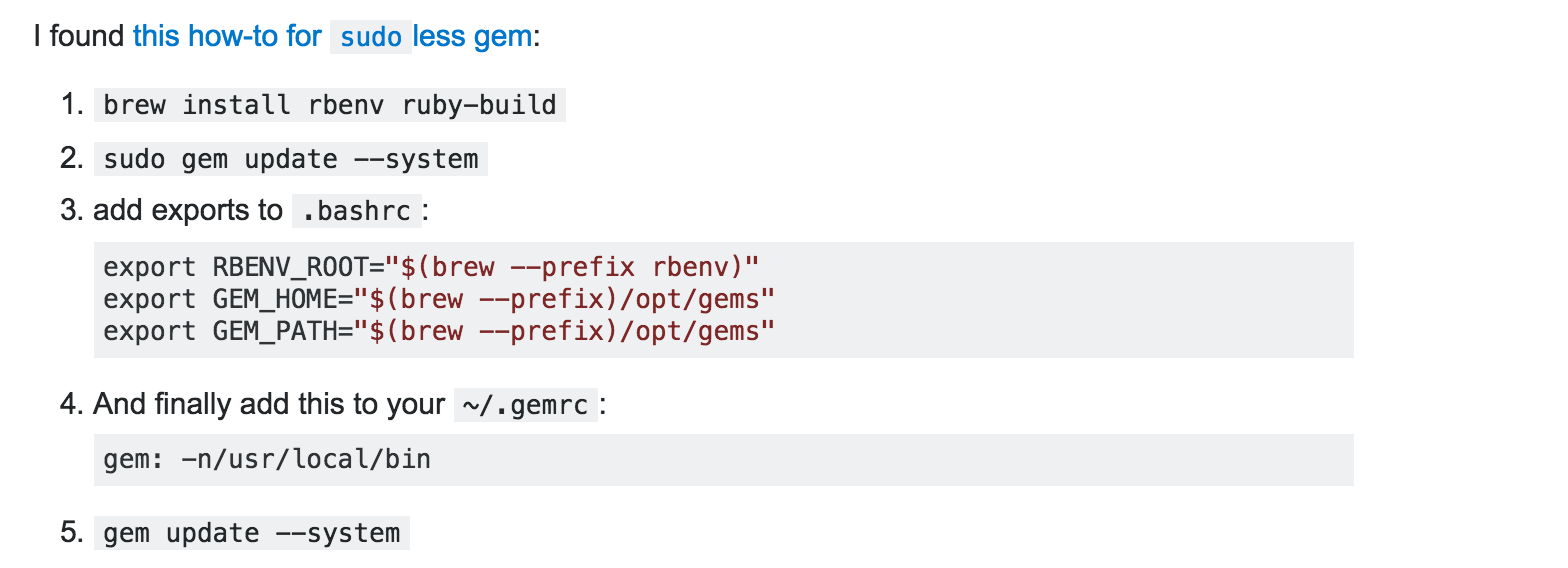 I found this how-to for sudo less gem:
1. brew install rbenv ruby-build
2. sudo gem update --system
3. add exports to .bashrc:
export RBENV_ROOT="$(brew --prefix rbenv)"
export GEM_HOME="$(brew --prefix)/opt/gems"
export GEM_PATH="$(brew --prefix)/opt/gems"
4. And finally add this to your ~/.gemrc:
gem: -n/usr/local/bin
5. gem update --system